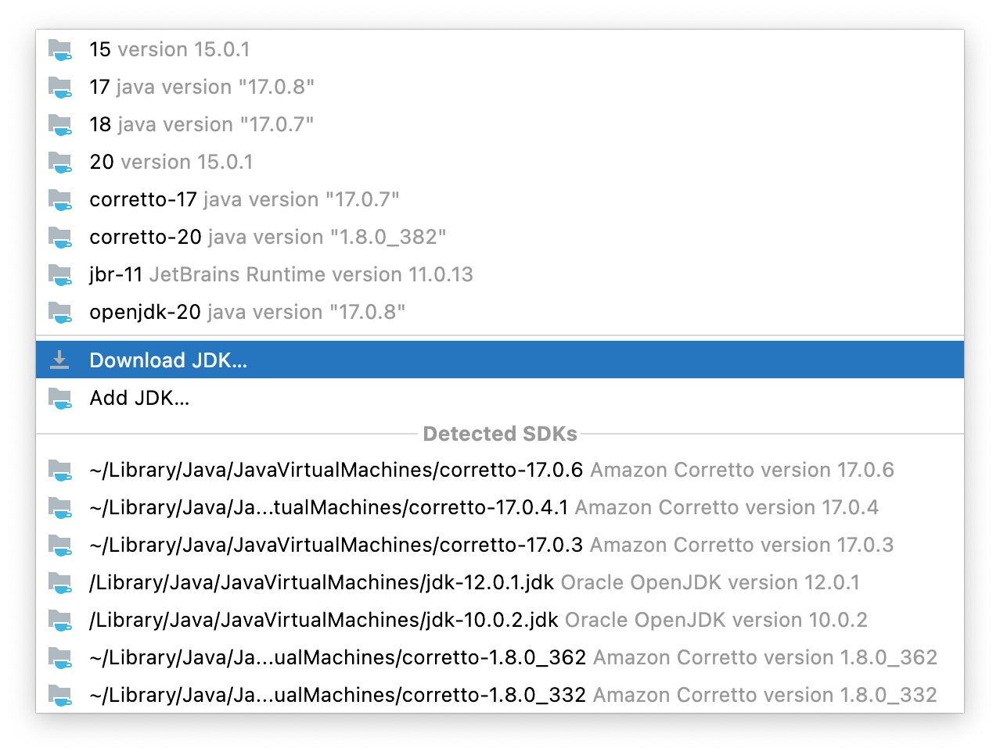 15 version 15.0.1
17 java version "17.0.8"
18 java version "17.0.7"
20 version 15.0.1
corretto-17 java version "17.0.7"
corretto-20 java version "1.8.0_382"
jbr-11 JetBrains Runtime version 11.0.13
openjdk-20 java version "17.0.8"
Download JDK...
Add JDK...
Detected SDKs
~/Library/Java/JavaVirtualMachines/corretto-17.0.6 Amazon Corretto version 17.0.6
~/Library/Java/Ja...tualMachines/corretto-17.0.4.1 Amazon Corretto version 17.0.4
~/Library/Java/JavaVirtualMachines/corretto-17.0.3 Amazon Corretto version 17.0.3
/Library/Java/JavaVirtualMachines/jdk-12.0.1.jdk Oracle OpenJDK version 12.0.1
/Library/Java/JavaVirtualMachines/jdk-10.0.2.jdk Oracle OpenJDK version 10.0.2
~/Library/Java/Ja...ualMachines/corretto-1.8.0_362 Amazon Corretto version 1.8.0_362
~/Library/Java/Ja...ualMachines/corretto-1.8.0_332 Amazon Corretto version 1.8.0_332